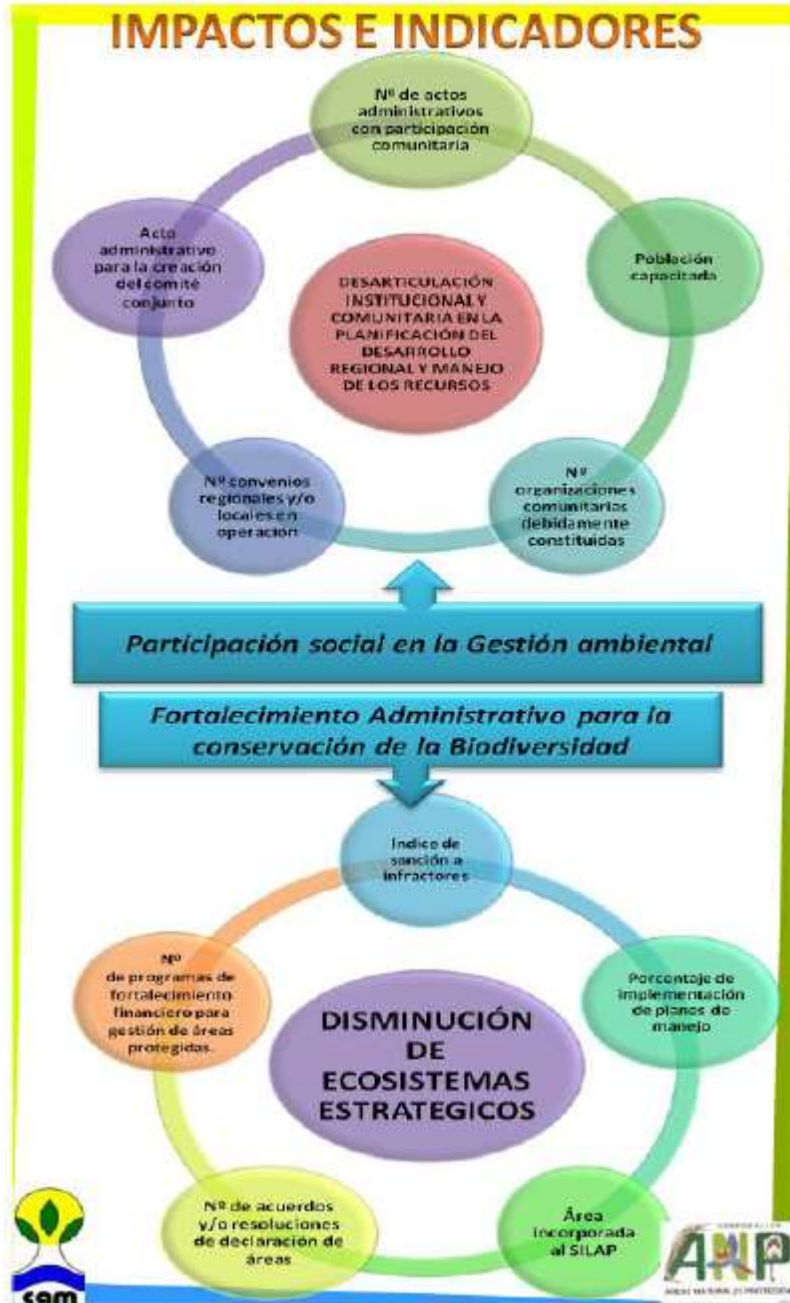 IMPACTOS E INDICADORES
Nº de actos
administrativos
con participación
comunitaria
Acto
administrativo
para la creación
del comité
conjunto
Población
capacitada
DESARTICULACIÓN
INSTITUCIONAL Y
COMUNITARIA EN LA
PLANIFICACIÓN DEL
DESARROLLO
REGIONAL Y MANEJO
DE LOS RECURSOS
Nº convenios
regionales y/o
locales en
operación
Nº
organizaciones
comunitarias
debidamente
constituidas
Participación social en la Gestión ambiental
Fortalecimiento Administrativo para la
conservación de la Biodiversidad
Indice de
sanción a
infractores
Nº
de programas de
fortalecimiento
financiero para
gestión de áreas
protegidas.
Porcentaje de
implementación
de planes de
manejo
DISMINUCIÓN
DE
ECOSISTEMAS
ESTRATEGICOS
Nº de acuerdos
y/o resoluciones
de declaración de
áreas
Área
incorporada
al SILAP
cam
ANP